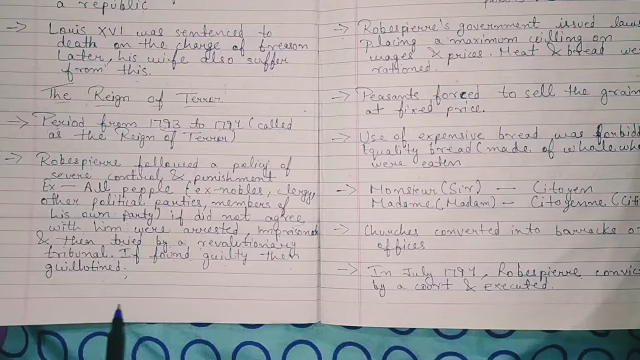 a republic
-> Louis XVI was sentenced to
death on the charge of treason
Later, his wife also suffer
from this.
The Reign of Terror
-> Period from 1793 to 1794 (called
as the Reign of Terror)
-> Robespierre followed a policy of
severe control & punishment
Ex - All people (ex-nobles, clergy,
other political parties, members of
his own party) if did not agree
with him were arrested, imprisoned
& then tried by a revolutionary
tribunal. If found guilty then
guillotined.
-> Robespierre's government issued laws
placing a maximum ceiling on
wages & prices. Meat & bread we
rationed.
-> Peasants forced to sell the grain
at fixed price.
-> Use of expensive bread was forbid
Equality bread (made of whole whe
were eaten
-> Monsieur (Sir) - Citoyen
Madame (Madam) - Citoyenne (Citi
-> Churches converted into barracks or
offices
-> In July 1794, Robespierre convic
by a court & executed.